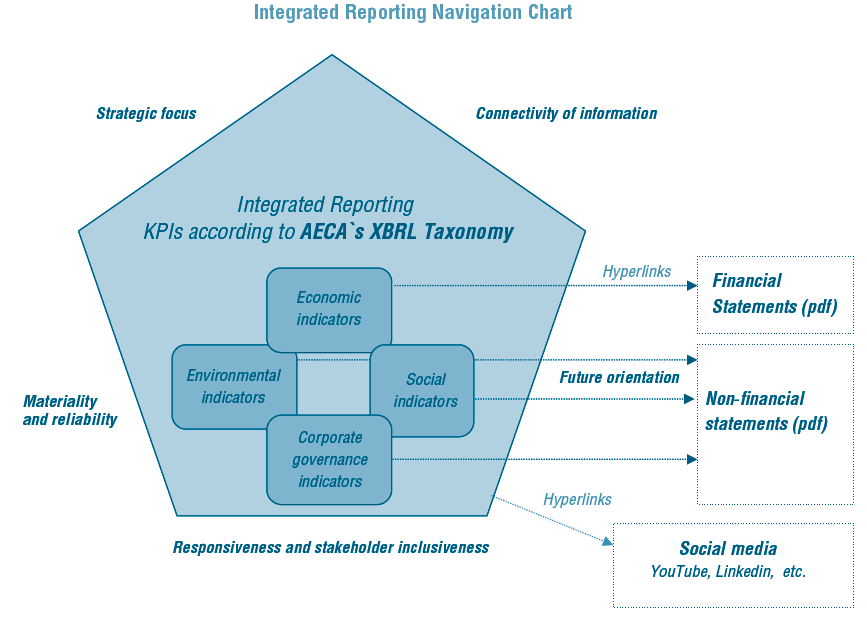 Integrated Reporting Navigation Chart
Strategic focus
Connectivity of information
Integrated Reporting
KPIs according to AECA`s XBRL Taxonomy
Economic
indicators
Hyperlinks
Financial
Statements (pdf)
Environmental
indicators
Social
indicators
Future orientation
Non-financial
statements (pdf)
Materiality
and reliability
Corporate
governance
indicators
Hyperlinks
Responsiveness and stakeholder inclusiveness
Social media
YouTube, Linkedin, etc.